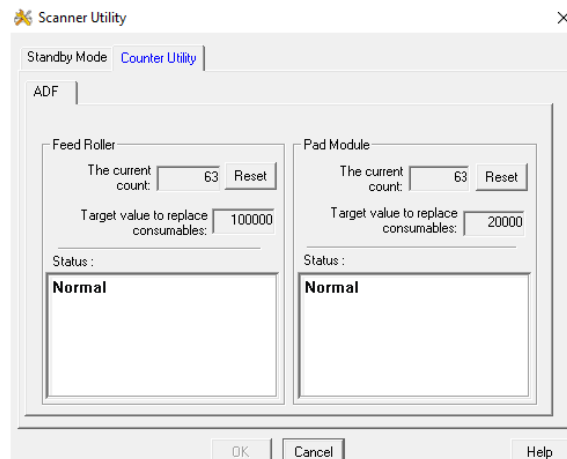 Scanner Utility
Standby Mode Counter Utility
ADF
Feed Roller
The current count: 63 Reset
Target value to replace consumables: 100000
Status :
Normal
Pad Module
The current count: 63 Reset
Target value to replace consumables: 20000
Status :
Normal
OK Cancel Help